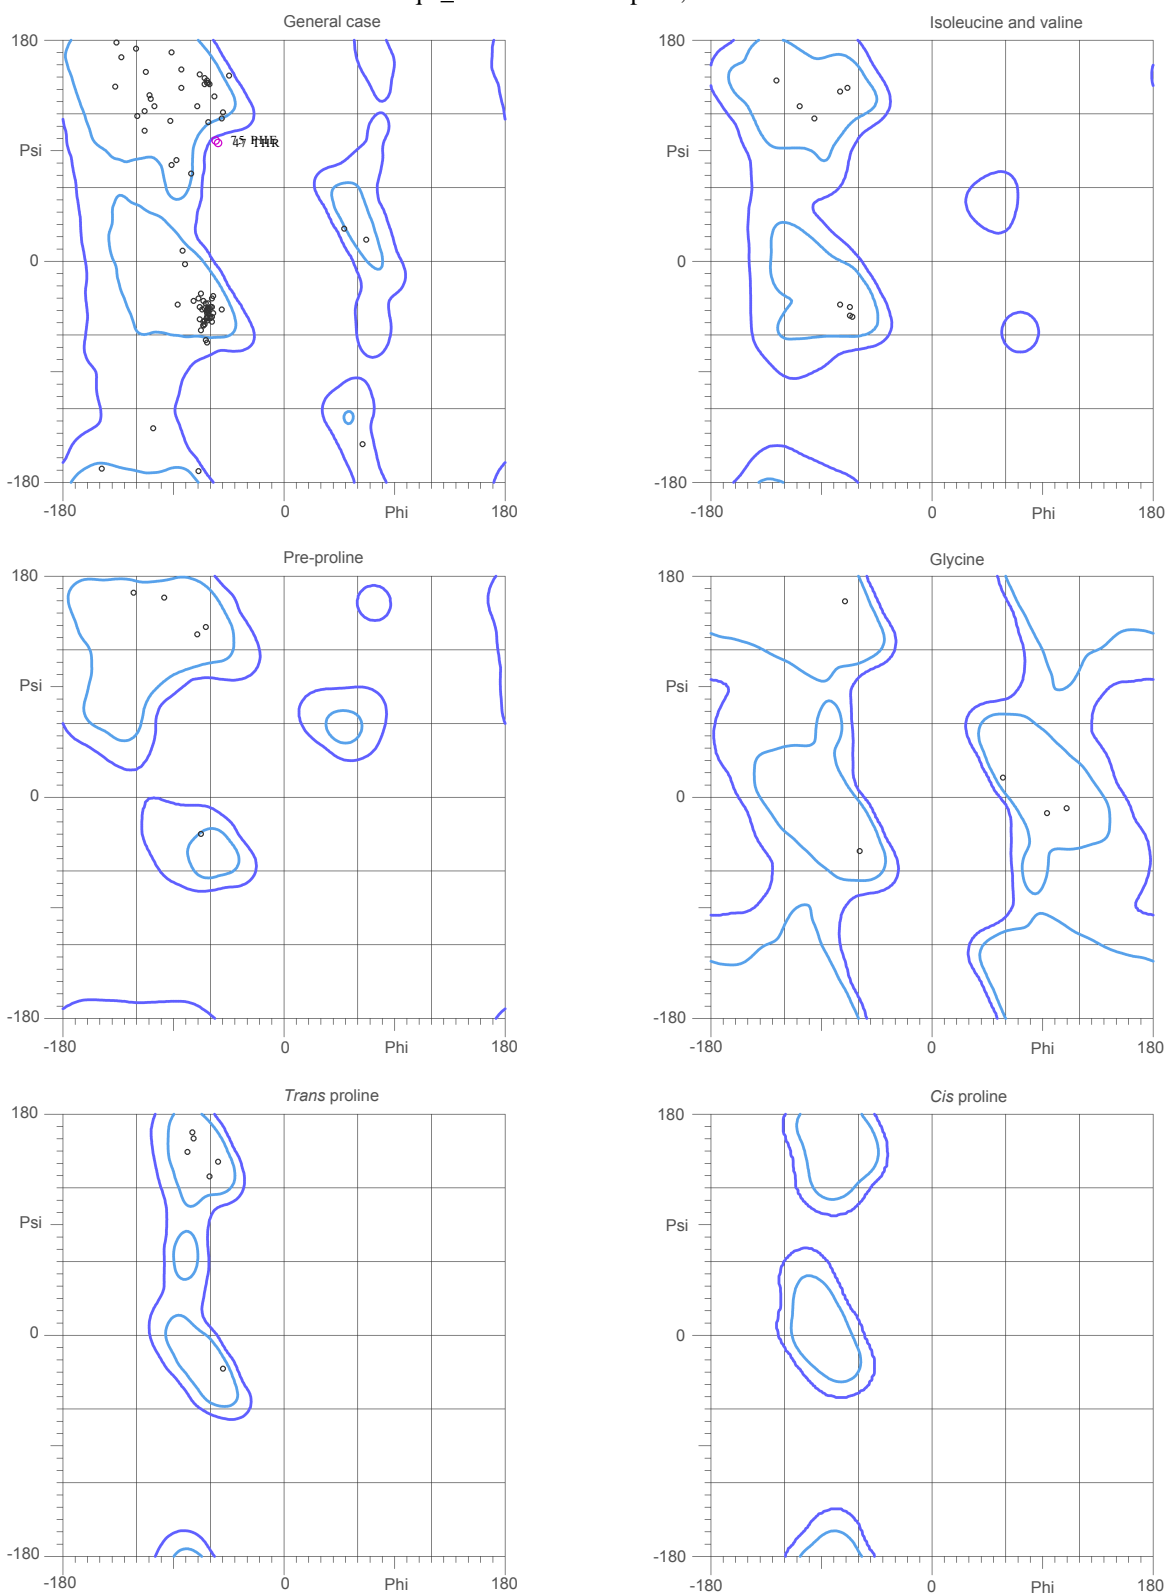 General case
Isoleucine and valine
180
180
75 PHE
47 THR
Psi
Psi
0
0
-180
-180
-180
0
Phi
180
-180
0
Phi
180
Pre-proline
Glycine
180
180
Psi
Psi
0
0
-180
-180
-180
0
Phi
180
-180
0
Phi
180
Trans proline
Cis proline
180
180
Psi
Psi
0
0
-180
-180
-180
0
Phi
180
-180
0
Phi
180